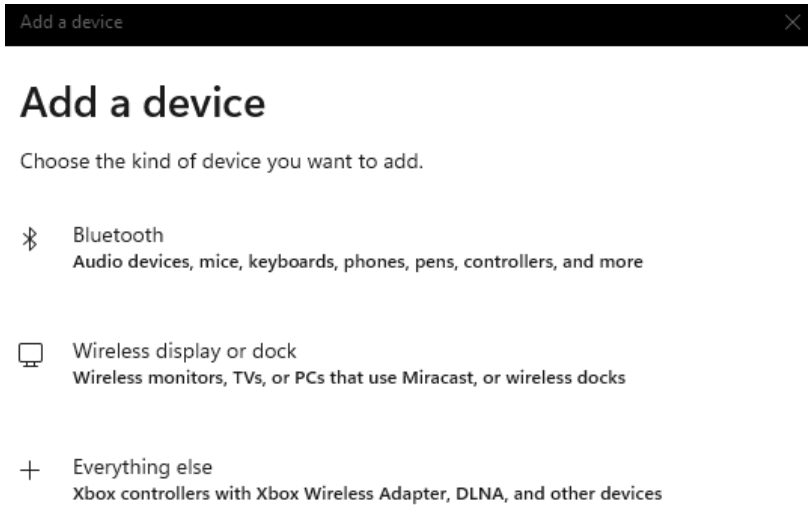 Add a device
Add a device
Choose the kind of device you want to add.
Bluetooth
Audio devices, mice, keyboards, phones, pens, controllers, and more
Wireless display or dock
Wireless monitors, TVs, or PCs that use Miracast, or wireless docks
Everything else
Xbox controllers with Xbox Wireless Adapter, DLNA, and other devices